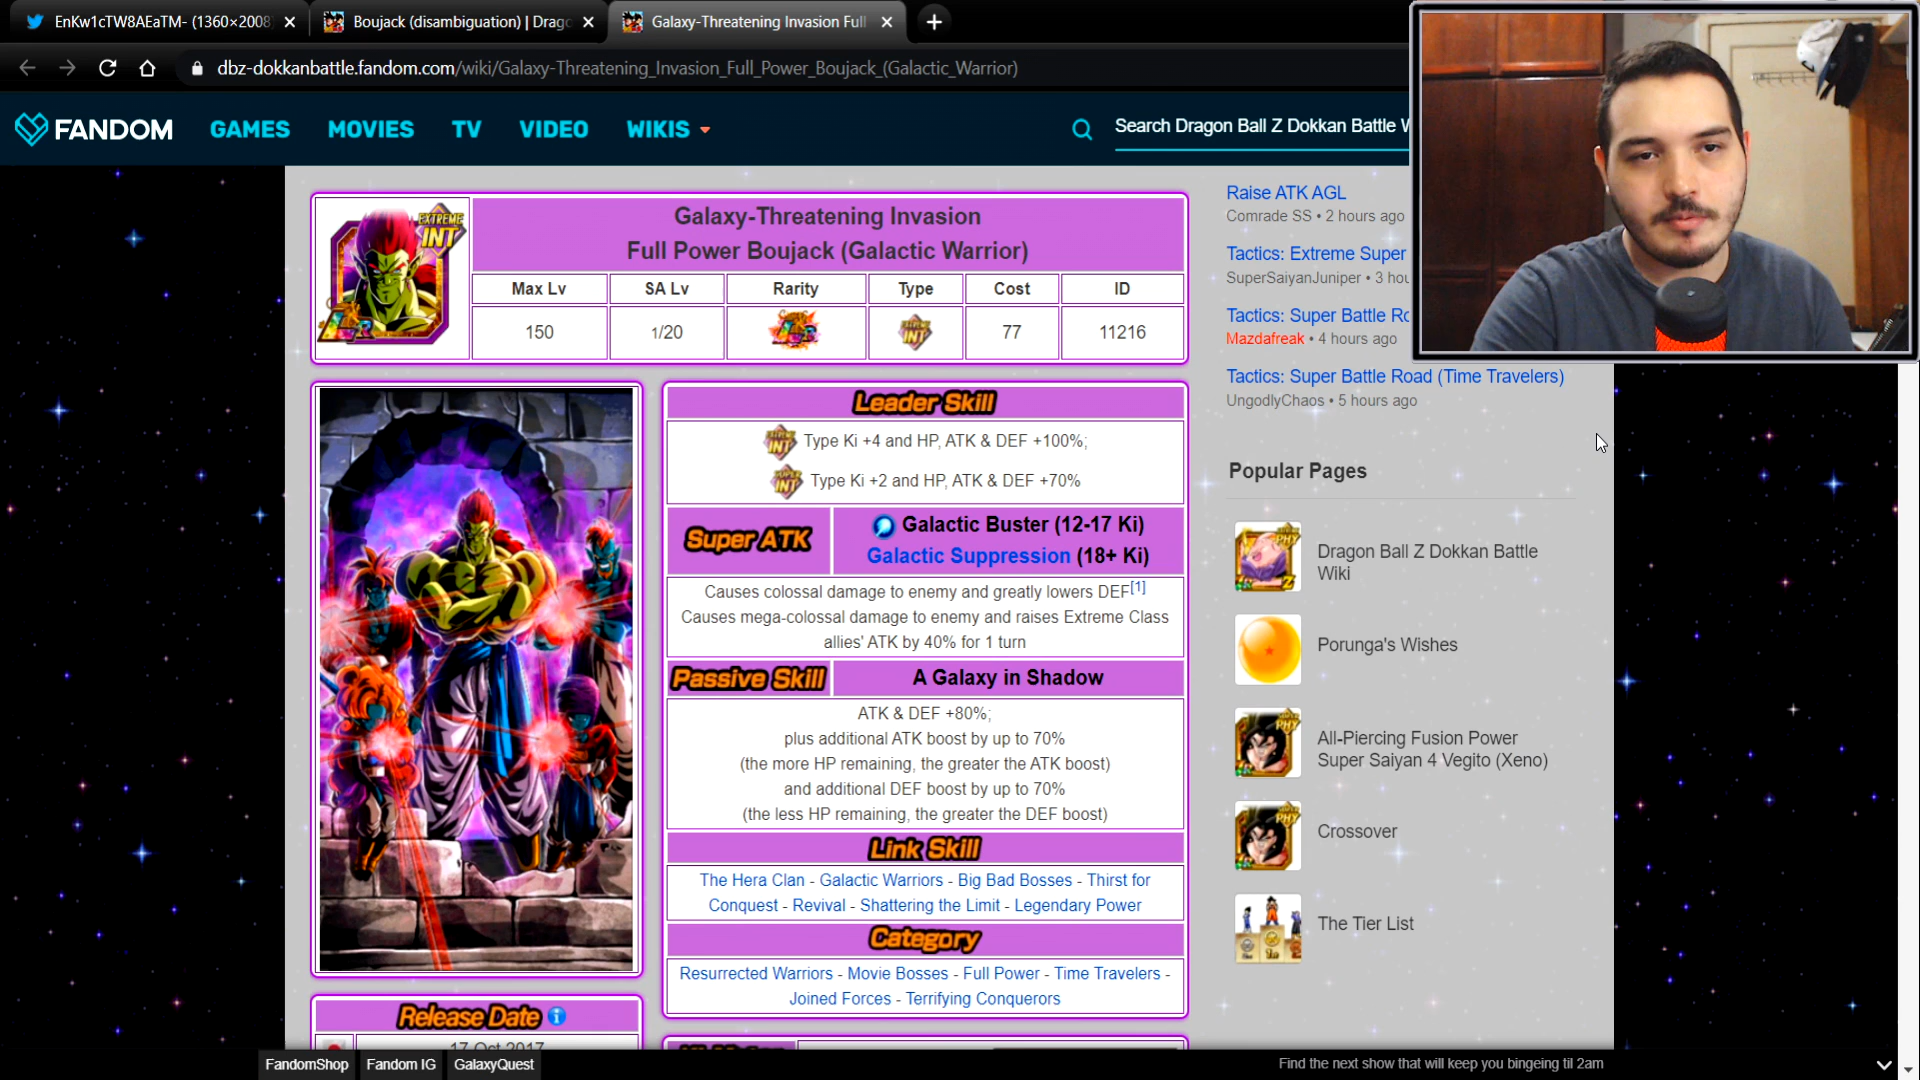 EnKw1cTW8AEaTM- (1360×2008)
Boujack (disambiguation) | Drag
Galaxy-Threatening Invasion Full
dbz-dokkanbattle.fandom.com/wiki/Galaxy-Threatening_Invasion_Full_Power_Boujack_(Galactic_Warrior)
FANDOM GAMES MOVIES TV VIDEO WIKIS
Search Dragon Ball Z Dokkan Battle W
EXTREME
INT
LR
Galaxy-Threatening Invasion
Full Power Boujack (Galactic Warrior)
Max Lv SA Lv Rarity Type Cost ID
150 1/20 LR EXTREME INT 77 11216
Leader Skill
EXTREME INT Type Ki +4 and HP, ATK & DEF +100%;
SUPER INT Type Ki +2 and HP, ATK & DEF +70%
Super ATK
Galactic Buster (12-17 Ki)
Galactic Suppression (18+ Ki)
Causes colossal damage to enemy and greatly lowers DEF[1]
Causes mega-colossal damage to enemy and raises Extreme Class
allies' ATK by 40% for 1 turn
Passive Skill
A Galaxy in Shadow
ATK & DEF +80%;
plus additional ATK boost by up to 70%
(the more HP remaining, the greater the ATK boost)
and additional DEF boost by up to 70%
(the less HP remaining, the greater the DEF boost)
Link Skill
The Hera Clan - Galactic Warriors - Big Bad Bosses - Thirst for
Conquest - Revival - Shattering the Limit - Legendary Power
Category
Resurrected Warriors - Movie Bosses - Full Power - Time Travelers -
Joined Forces - Terrifying Conquerors
Release Date
17 Oct 2017
Raise ATK AGL
Comrade SS • 2 hours ago
Tactics: Extreme Super
SuperSaiyanJuniper • 3 hou
Tactics: Super Battle Ro
Mazdafreak • 4 hours ago
Tactics: Super Battle Road (Time Travelers)
UngodlyChaos • 5 hours ago
Popular Pages
Dragon Ball Z Dokkan Battle
Wiki
Porunga's Wishes
All-Piercing Fusion Power
Super Saiyan 4 Vegito (Xeno)
Crossover
The Tier List
FandomShop Fandom IG GalaxyQuest
Find the next show that will keep you bingeing til 2am